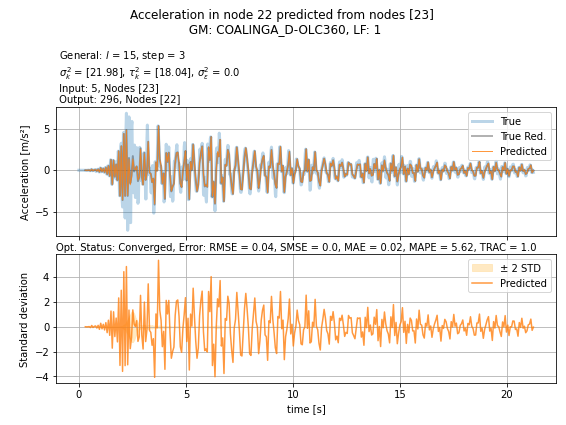 Acceleration in node 22 predicted from nodes [23]
GM: COALINGA_D-OLC360, LF: 1
General: l = 15, step = 3
σ²ₖ = [21.98], τ²ₖ = [18.04], σ²ε = 0.0
Input: 5, Nodes [23]
Output: 296, Nodes [22]
Acceleration [m/s²]
5
0
−5
True
True Red.
Predicted
Opt. Status: Converged, Error: RMSE = 0.04, SMSE = 0.0, MAE = 0.02, MAPE = 5.62, TRAC = 1.0
Standard deviation
4
2
0
−2
−4
± 2 STD
Predicted
0 5 10 15 20
time [s]